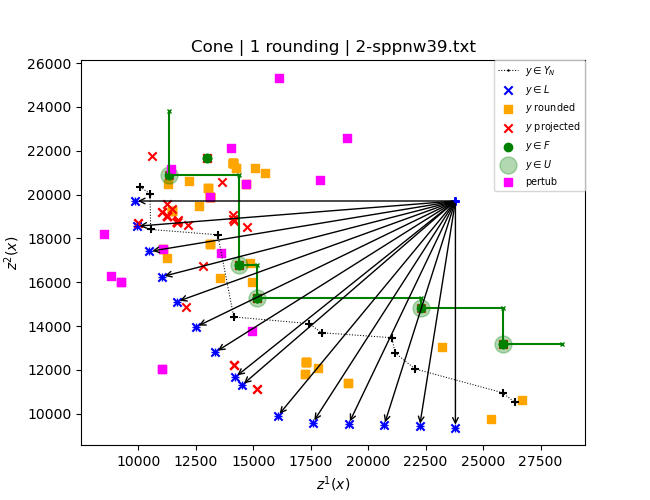 Cone | 1 rounding | 2-sppnw39.txt
26000
24000
22000
20000
18000
16000
14000
12000
10000
z²(x)
y ∈ Y_N
y ∈ L
y rounded
y projected
y ∈ F
y ∈ U
pertub
10000 12500 15000 17500 20000 22500 25000 27500
z¹(x)